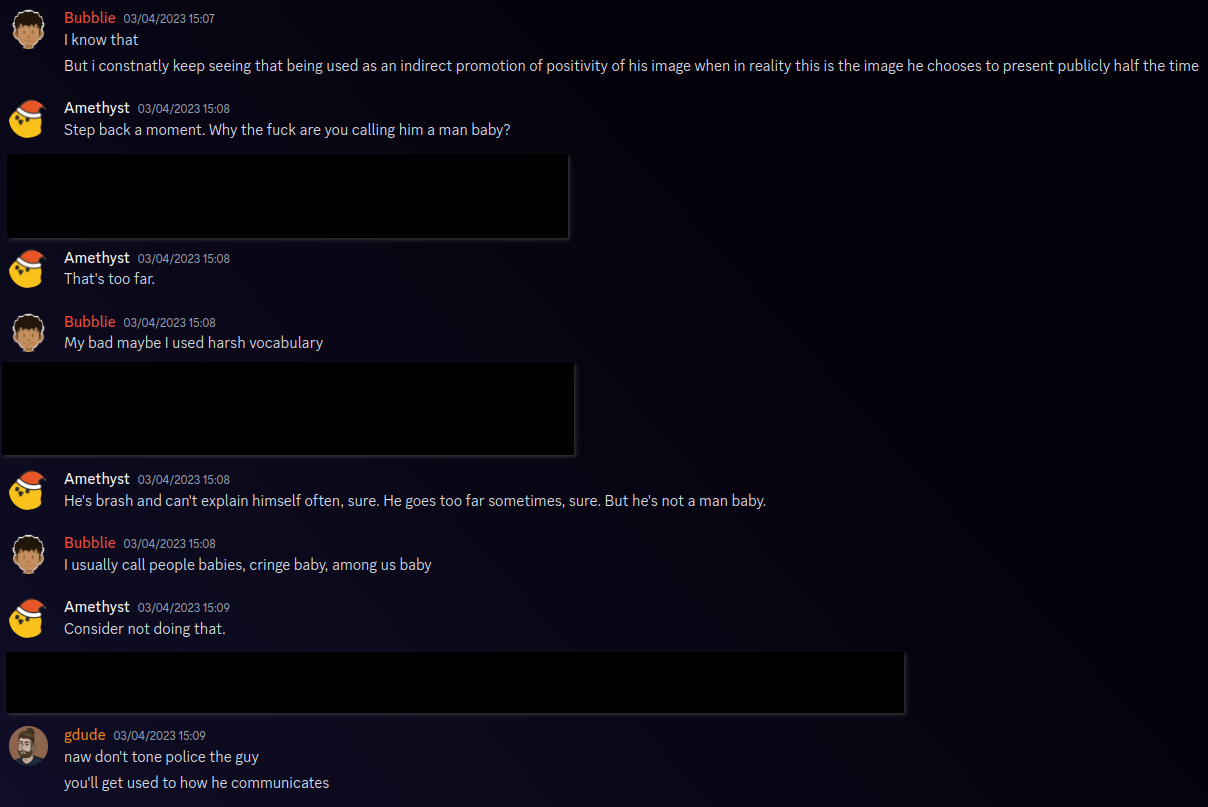 Bubblie 03/04/2023 15:07
I know that
But i constnatly keep seeing that being used as an indirect promotion of positivity of his image when in reality this is the image he chooses to present publicly half the time
Amethyst 03/04/2023 15:08
Step back a moment. Why the fuck are you calling him a man baby?
Amethyst 03/04/2023 15:08
That's too far.
Bubblie 03/04/2023 15:08
My bad maybe I used harsh vocabulary
Amethyst 03/04/2023 15:08
He's brash and can't explain himself often, sure. He goes too far sometimes, sure. But he's not a man baby.
Bubblie 03/04/2023 15:08
I usually call people babies, cringe baby, among us baby
Amethyst 03/04/2023 15:09
Consider not doing that.
gdude 03/04/2023 15:09
naw don't tone police the guy
you'll get used to how he communicates